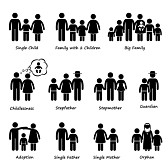 Single Child
Family with 4 Children
Big Family
Childlessness
Stepfather
Stepmother
Guardian
Adoption
Single Father
Single Mother
Orphan